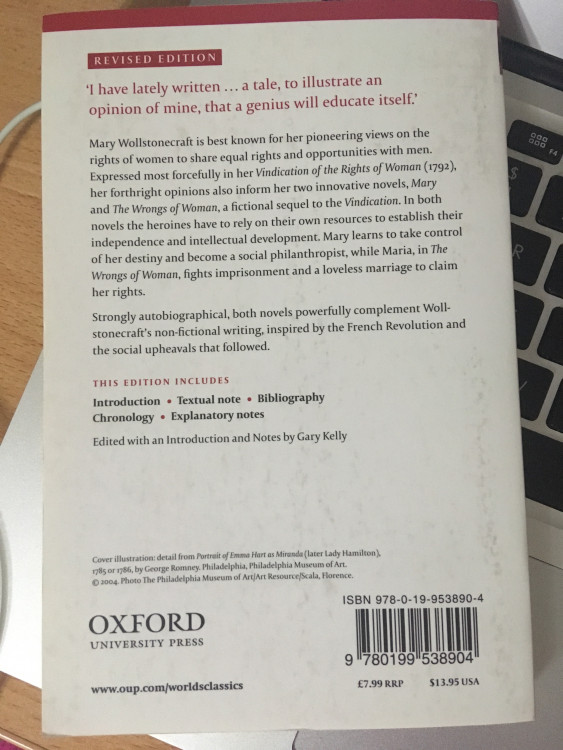 REVISED EDITION
‘I have lately written … a tale, to illustrate an
opinion of mine, that a genius will educate itself.’
Mary Wollstonecraft is best known for her pioneering views on the
rights of women to share equal rights and opportunities with men.
Expressed most forcefully in her Vindication of the Rights of Woman (1792),
her forthright opinions also inform her two innovative novels, Mary
and The Wrongs of Woman, a fictional sequel to the Vindication. In both
novels the heroines have to rely on their own resources to establish their
independence and intellectual development. Mary learns to take control
of her destiny and become a social philanthropist, while Maria, in The
Wrongs of Woman, fights imprisonment and a loveless marriage to claim
her rights.
Strongly autobiographical, both novels powerfully complement Woll-
stonecraft’s non-fictional writing, inspired by the French Revolution and
the social upheavals that followed.
THIS EDITION INCLUDES
Introduction • Textual note • Bibliography
Chronology • Explanatory notes
Edited with an Introduction and Notes by Gary Kelly
Cover illustration: detail from Portrait of Emma Hart as Miranda (later Lady Hamilton),
1785 or 1786, by George Romney. Philadelphia, Philadelphia Museum of Art.
© 2004. Photo The Philadelphia Museum of Art/Art Resource/Scala, Florence.
OXFORD
UNIVERSITY PRESS
www.oup.com/worldsclassics
ISBN 978-0-19-953890-4
9 780199 538904
£7.99 RRP $13.95 USA
F4
$
R